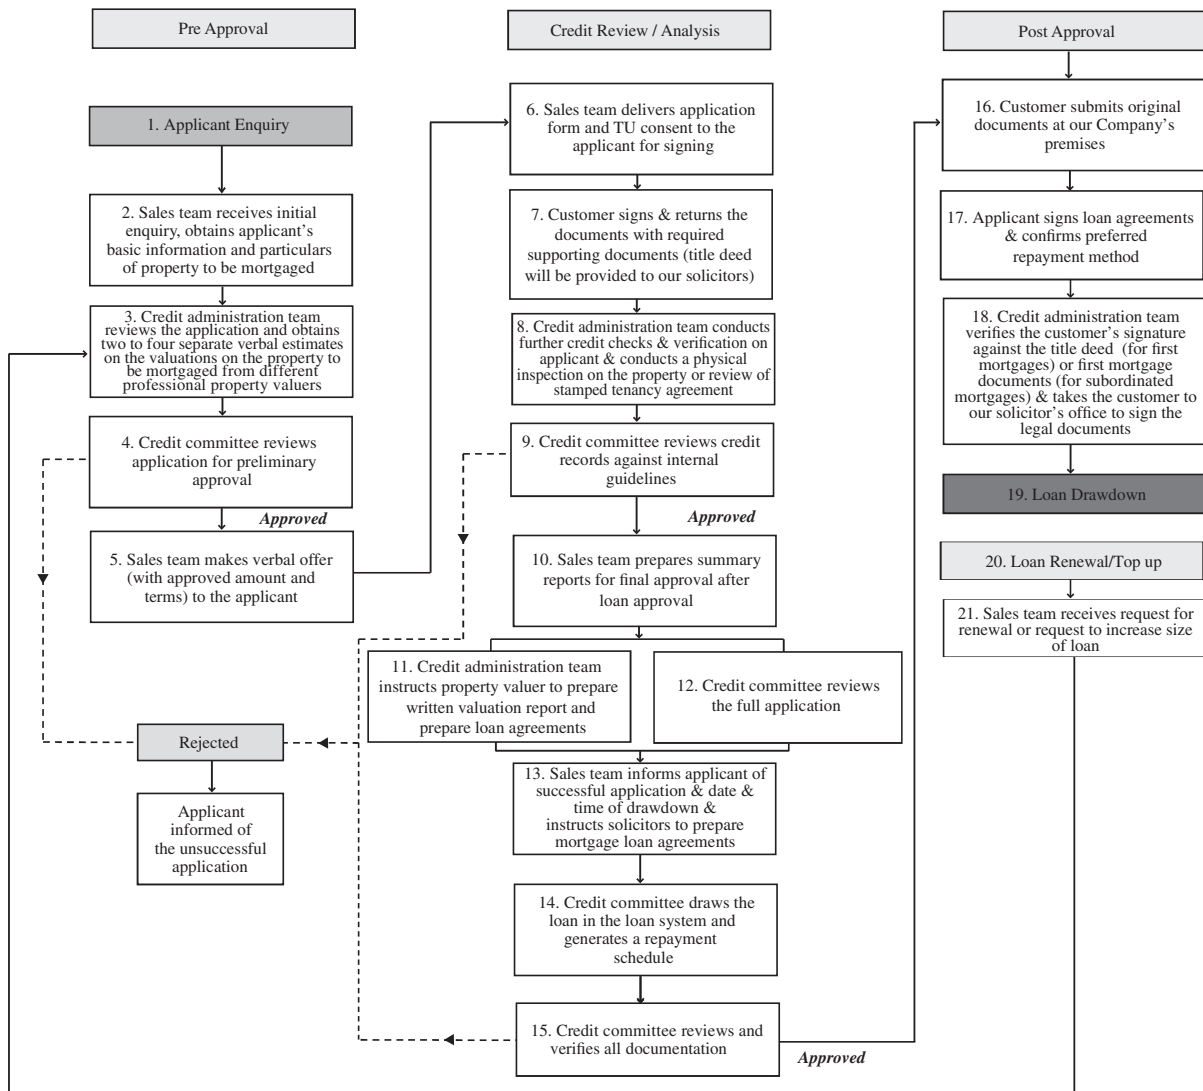 Pre Approval
1. Applicant Enquiry
2. Sales team receives initial
enquiry, obtains applicant's
basic information and particulars
of property to be mortgaged
3. Credit administration team
reviews the application and obtains
two to four separate verbal estimates
on the valuations on the property to
be mortgaged from different
professional property valuers
4. Credit committee reviews
application for preliminary
approval
Approved
5. Sales team makes verbal offer
(with approved amount and
terms) to the applicant
Rejected
Applicant
informed of
the unsuccessful
application
Credit Review / Analysis
6. Sales team delivers application
form and TU consent to the
applicant for signing
7. Customer signs & returns the
documents with required
supporting documents (title deed
will be provided to our solicitors)
8. Credit administration team conducts
further credit checks & verification on
applicant & conducts a physical
inspection on the property or review of
stamped tenancy agreement
9. Credit committee reviews credit
records against internal
guidelines
Approved
10. Sales team prepares summary
reports for final approval after
loan approval
11. Credit administration team
instructs property valuer to prepare
written valuation report and
prepare loan agreements
12. Credit committee reviews
the full application
13. Sales team informs applicant of
successful application & date &
time of drawdown &
instructs solicitors to prepare
mortgage loan agreements
14. Credit committee draws the
loan in the loan system and
generates a repayment
schedule
15. Credit committee reviews and
verifies all documentation
Approved
Post Approval
16. Customer submits original
documents at our Company's
premises
17. Applicant signs loan agreements
& confirms preferred
repayment method
18. Credit administration team
verifies the customer's signature
against the title deed (for first
mortgages) or first mortgage
documents (for subordinated
mortgages) & takes the customer to
our solicitor's office to sign the
legal documents
19. Loan Drawdown
20. Loan Renewal/Top up
21. Sales team receives request for
renewal or request to increase size
of loan